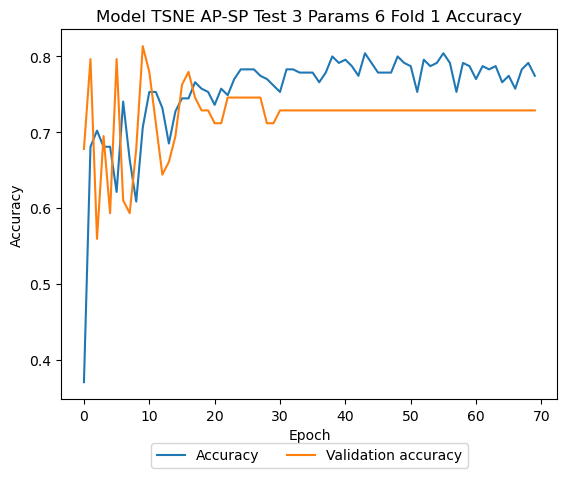 Model TSNE AP-SP Test 3 Params 6 Fold 1 Accuracy
0.8
0.7
0.6
0.5
0.4
Accuracy
0 10 20 30 40 50 60 70
Epoch
Accuracy Validation accuracy